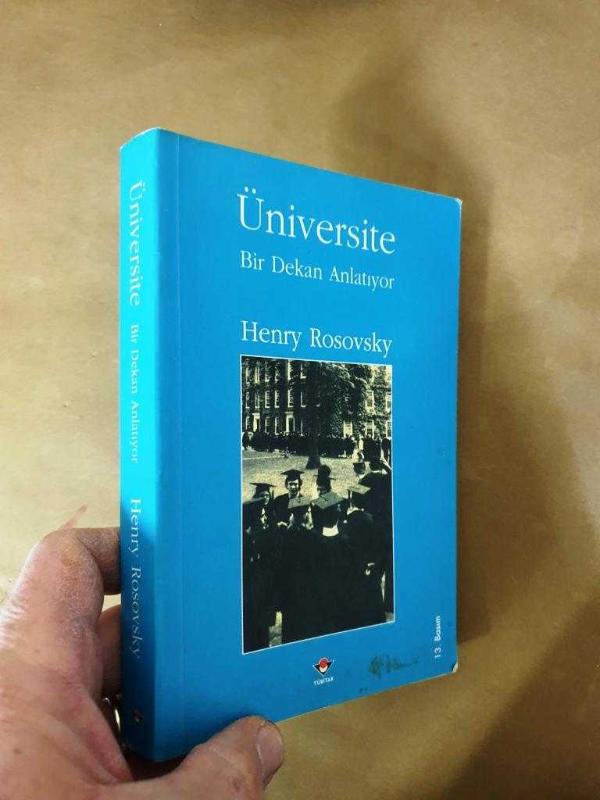 Üniversite
Bir Dekan Anlatıyor
Henry Rosovsky
TÜBİTAK
13. Basım
Üniversite Bir Dekan Anlatıyor Henry Rosovsky